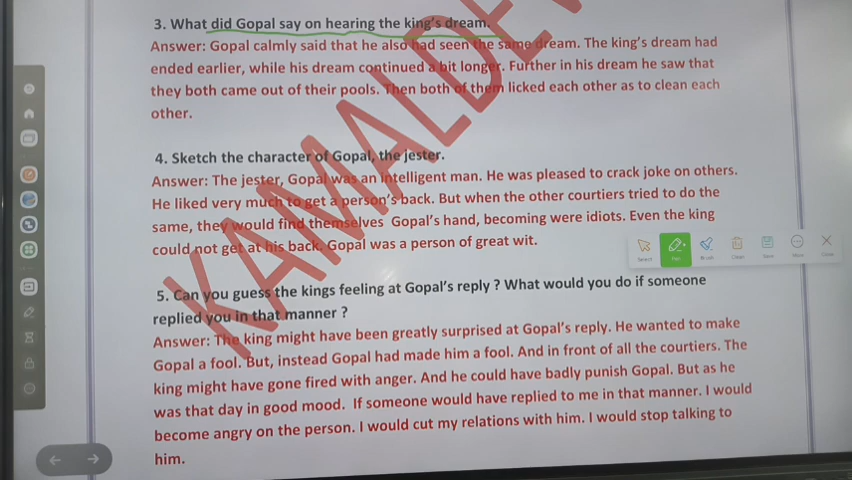 3. What did Gopal say on hearing the king's dream.
Answer: Gopal calmly said that he also had seen the same dream. The king's dream had
ended earlier, while his dream continued a bit longer. Further in his dream he saw that
they both came out of their pools. Then both of them licked each other as to clean each
other.
4. Sketch the character of Gopal, the jester.
Answer: The jester, Gopal was an intelligent man. He was pleased to crack joke on others.
He liked very much to get a person's back. But when the other courtiers tried to do the
same, they would find themselves Gopal's hand, becoming were idiots. Even the king
could not get at his back. Gopal was a person of great wit.
Select Pen Brush Clean Save More Close
5. Can you guess the kings feeling at Gopal's reply ? What would you do if someone
replied you in that manner ?
Answer: The king might have been greatly surprised at Gopal's reply. He wanted to make
Gopal a fool. But, instead Gopal had made him a fool. And in front of all the courtiers. The
king might have gone fired with anger. And he could have badly punish Gopal. But as he
was that day in good mood. If someone would have replied to me in that manner. I would
become angry on the person. I would cut my relations with him. I would stop talking to
him.
KAMALDEV